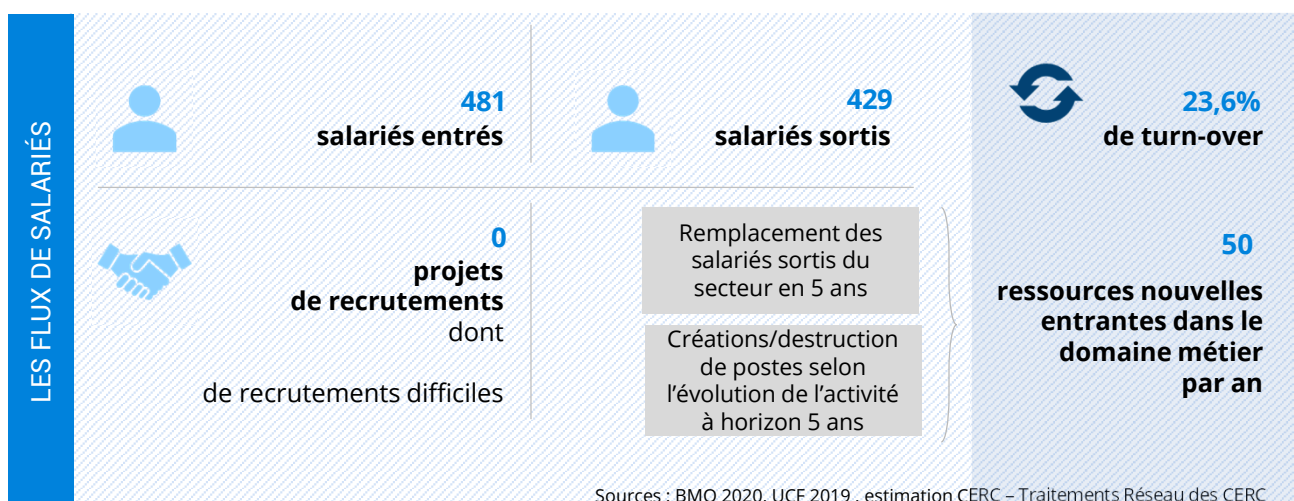 LES FLUX DE SALARIÉS
481
salariés entrés
429
salariés sortis
23,6%
de turn-over
0
projets
de recrutements
dont
de recrutements difficiles
Remplacement des
salariés sortis du
secteur en 5 ans
Créations/destruction
de postes selon
l’évolution de l’activité
à horizon 5 ans
50
ressources nouvelles
entrantes dans le
domaine métier
par an
Sources : BMO 2020, UCF 2019 , estimation CERC – Traitements Réseau des CERC